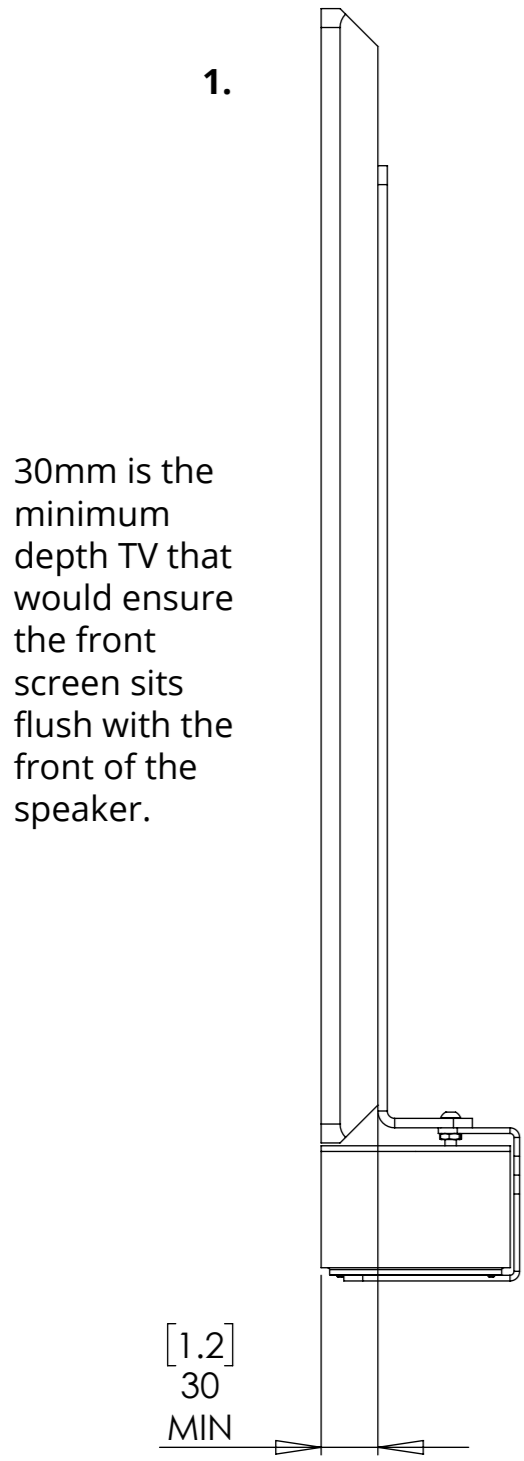 1.
30mm is the
minimum
depth TV that
would ensure
the front
screen sits
flush with the
front of the
speaker.
[1.2]
30
MIN